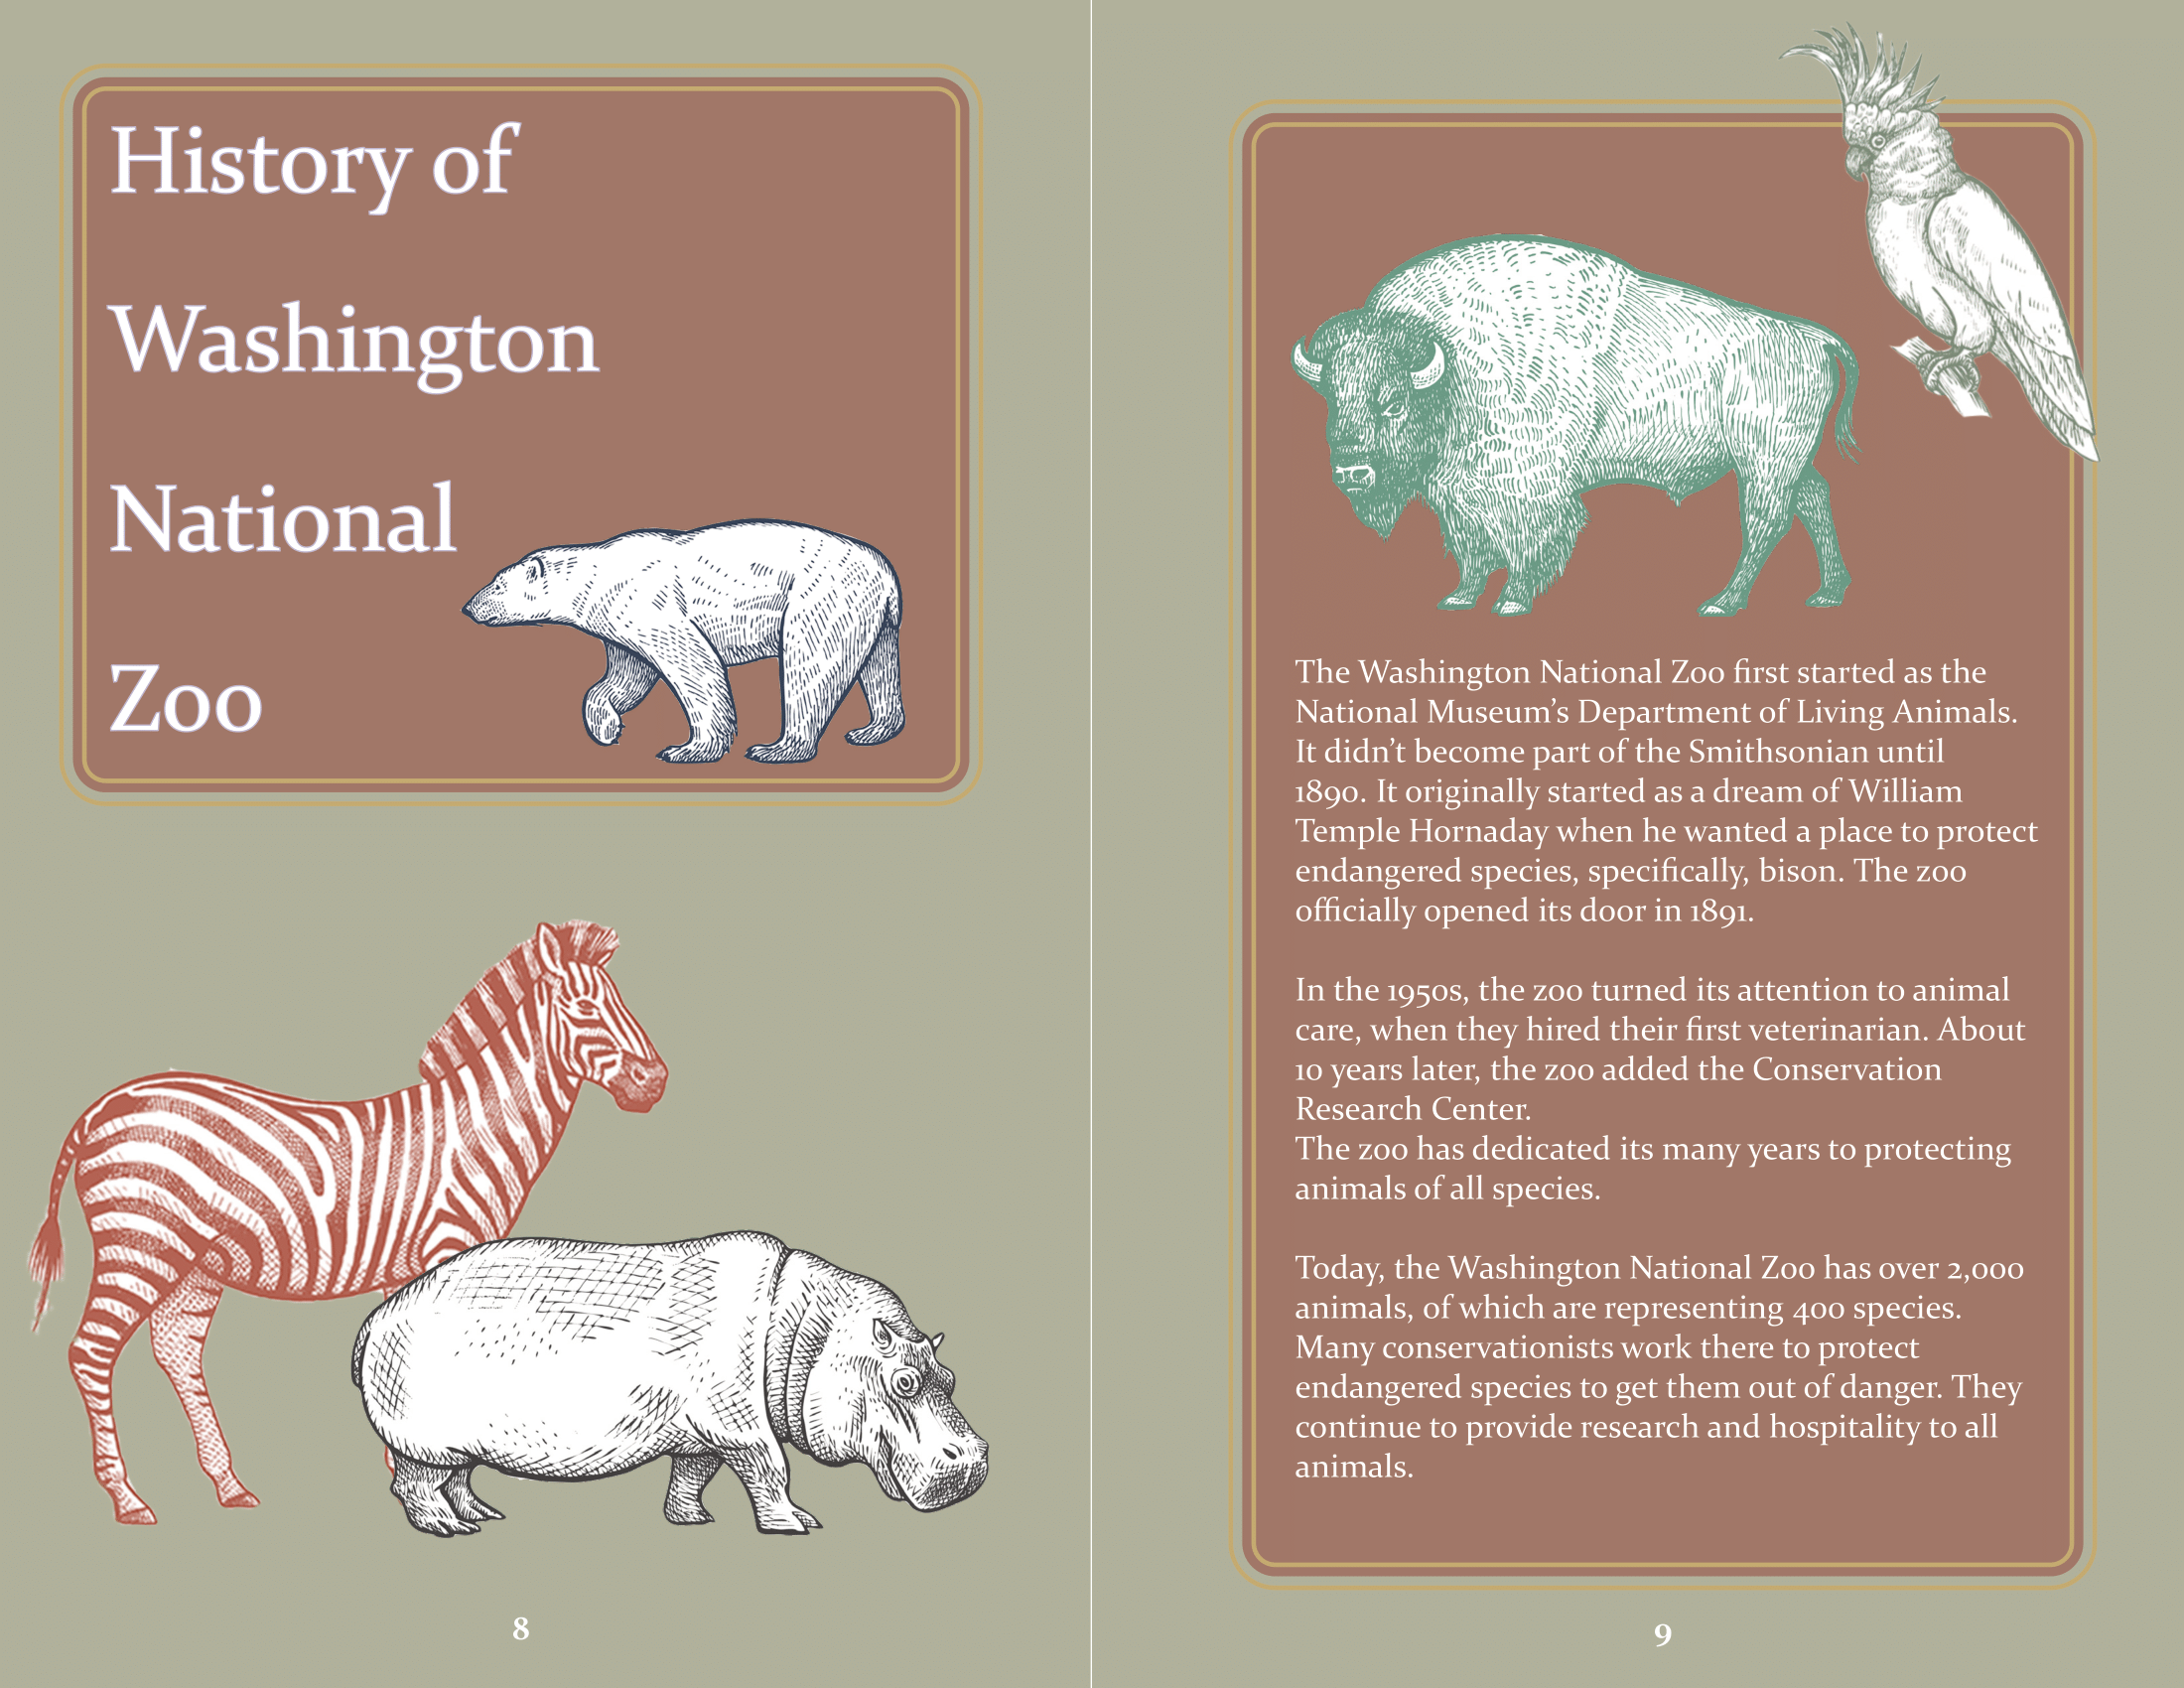 History of
Washington
National
Zoo
8
The Washington National Zoo first started as the
National Museum’s Department of Living Animals.
It didn’t become part of the Smithsonian until
1890. It originally started as a dream of William
Temple Hornaday when he wanted a place to protect
endangered species, specifically, bison. The zoo
officially opened its door in 1891.
In the 1950s, the zoo turned its attention to animal
care, when they hired their first veterinarian. About
10 years later, the zoo added the Conservation
Research Center.
The zoo has dedicated its many years to protecting
animals of all species.
Today, the Washington National Zoo has over 2,000
animals, of which are representing 400 species.
Many conservationists work there to protect
endangered species to get them out of danger. They
continue to provide research and hospitality to all
animals.
9